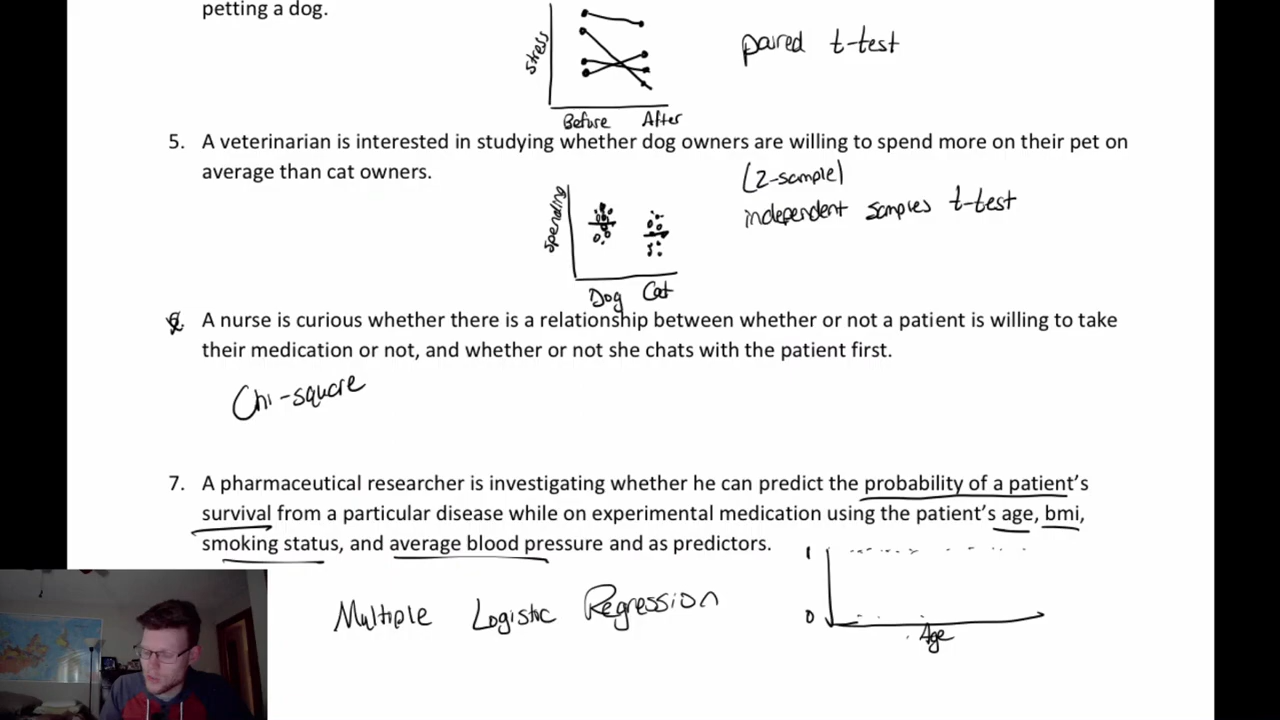 petting a dog.
Stress
Before After
paired t-test
5. A veterinarian is interested in studying whether dog owners are willing to spend more on their pet on
average than cat owners.
(2-sample)
independent samples t-test
Spending
Dog Cat
A nurse is curious whether there is a relationship between whether or not a patient is willing to take
their medication or not, and whether or not she chats with the patient first.
Chi-square
7. A pharmaceutical researcher is investigating whether he can predict the probability of a patient's
survival from a particular disease while on experimental medication using the patient's age, bmi,
smoking status, and average blood pressure and as predictors.
Multiple Logistic Regression
1
0
Age